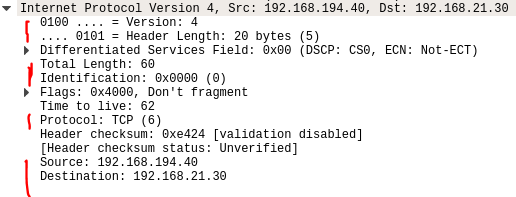 Internet Protocol Version 4, Src: 192.168.194.40, Dst: 192.168.21.30
0100 .... = Version: 4
.... 0101 = Header Length: 20 bytes (5)
Differentiated Services Field: 0x00 (DSCP: CS0, ECN: Not-ECT)
Total Length: 60
Identification: 0x0000 (0)
Flags: 0x4000, Don't fragment
Time to live: 62
Protocol: TCP (6)
Header checksum: 0xe424 [validation disabled]
[Header checksum status: Unverified]
Source: 192.168.194.40
Destination: 192.168.21.30